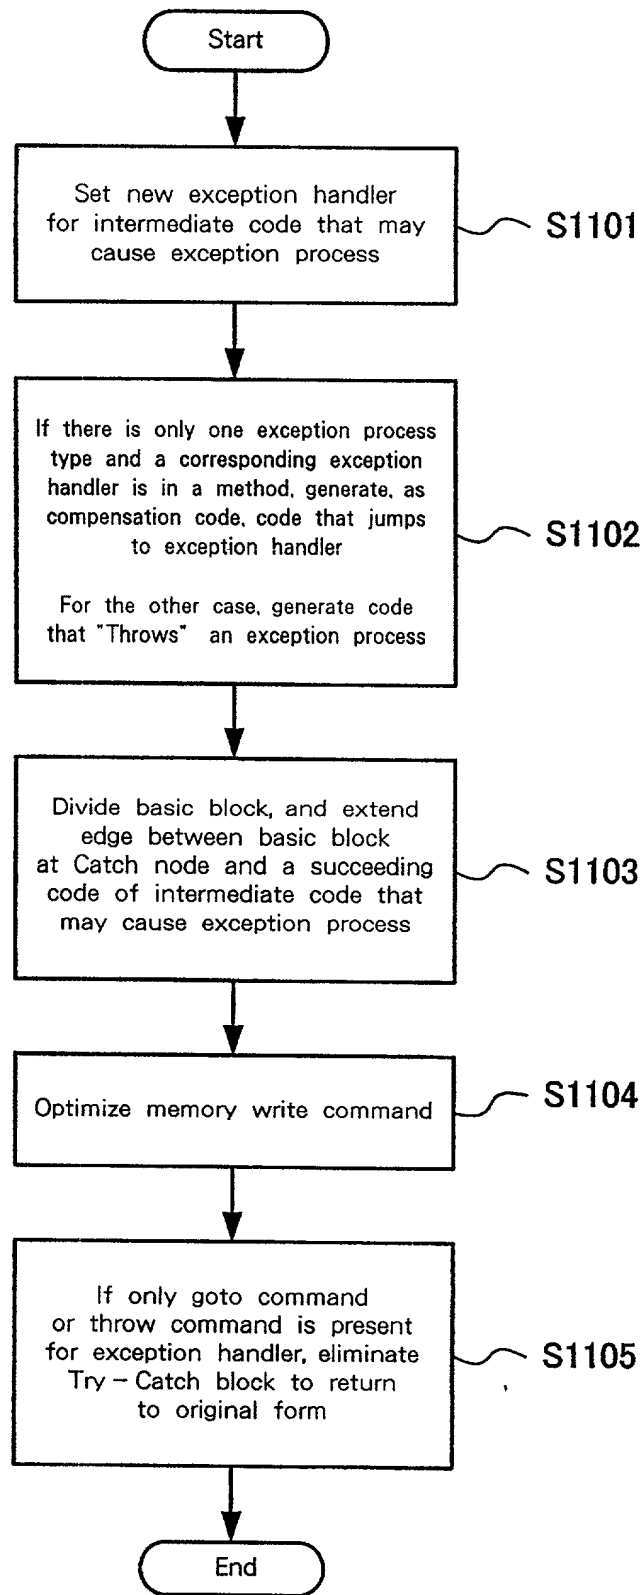 Start
Set new exception handler
for intermediate code that may
cause exception process
S1101
If there is only one exception process
type and a corresponding exception
handler is in a method, generate, as
compensation code, code that jumps
to exception handler
For the other case, generate code
that "Throws" an exception process
S1102
Divide basic block, and extend
edge between basic block
at Catch node and a succeeding
code of intermediate code that
may cause exception process
S1103
Optimize memory write command
S1104
If only goto command
or throw command is present
for exception handler, eliminate
Try – Catch block to return
to original form
S1105
End